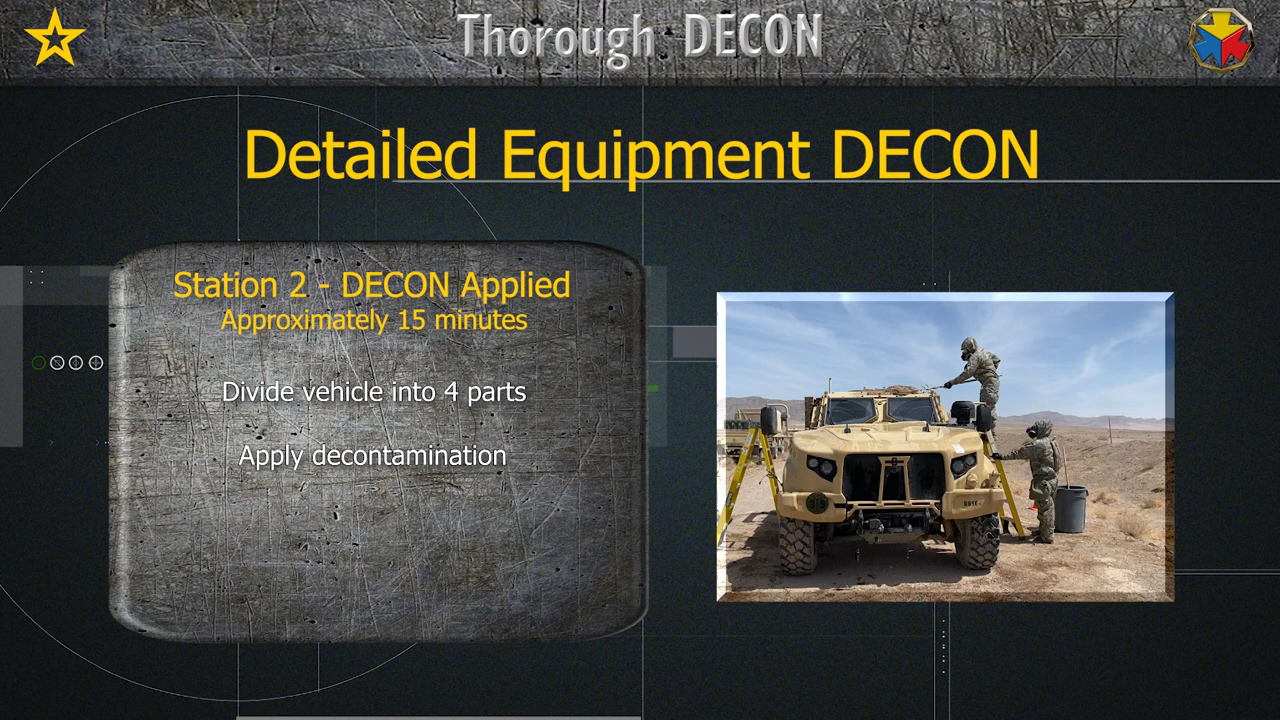 Thorough DECON
Detailed Equipment DECON
Station 2 - DECON Applied
Approximately 15 minutes
Divide vehicle into 4 parts
Apply decontamination